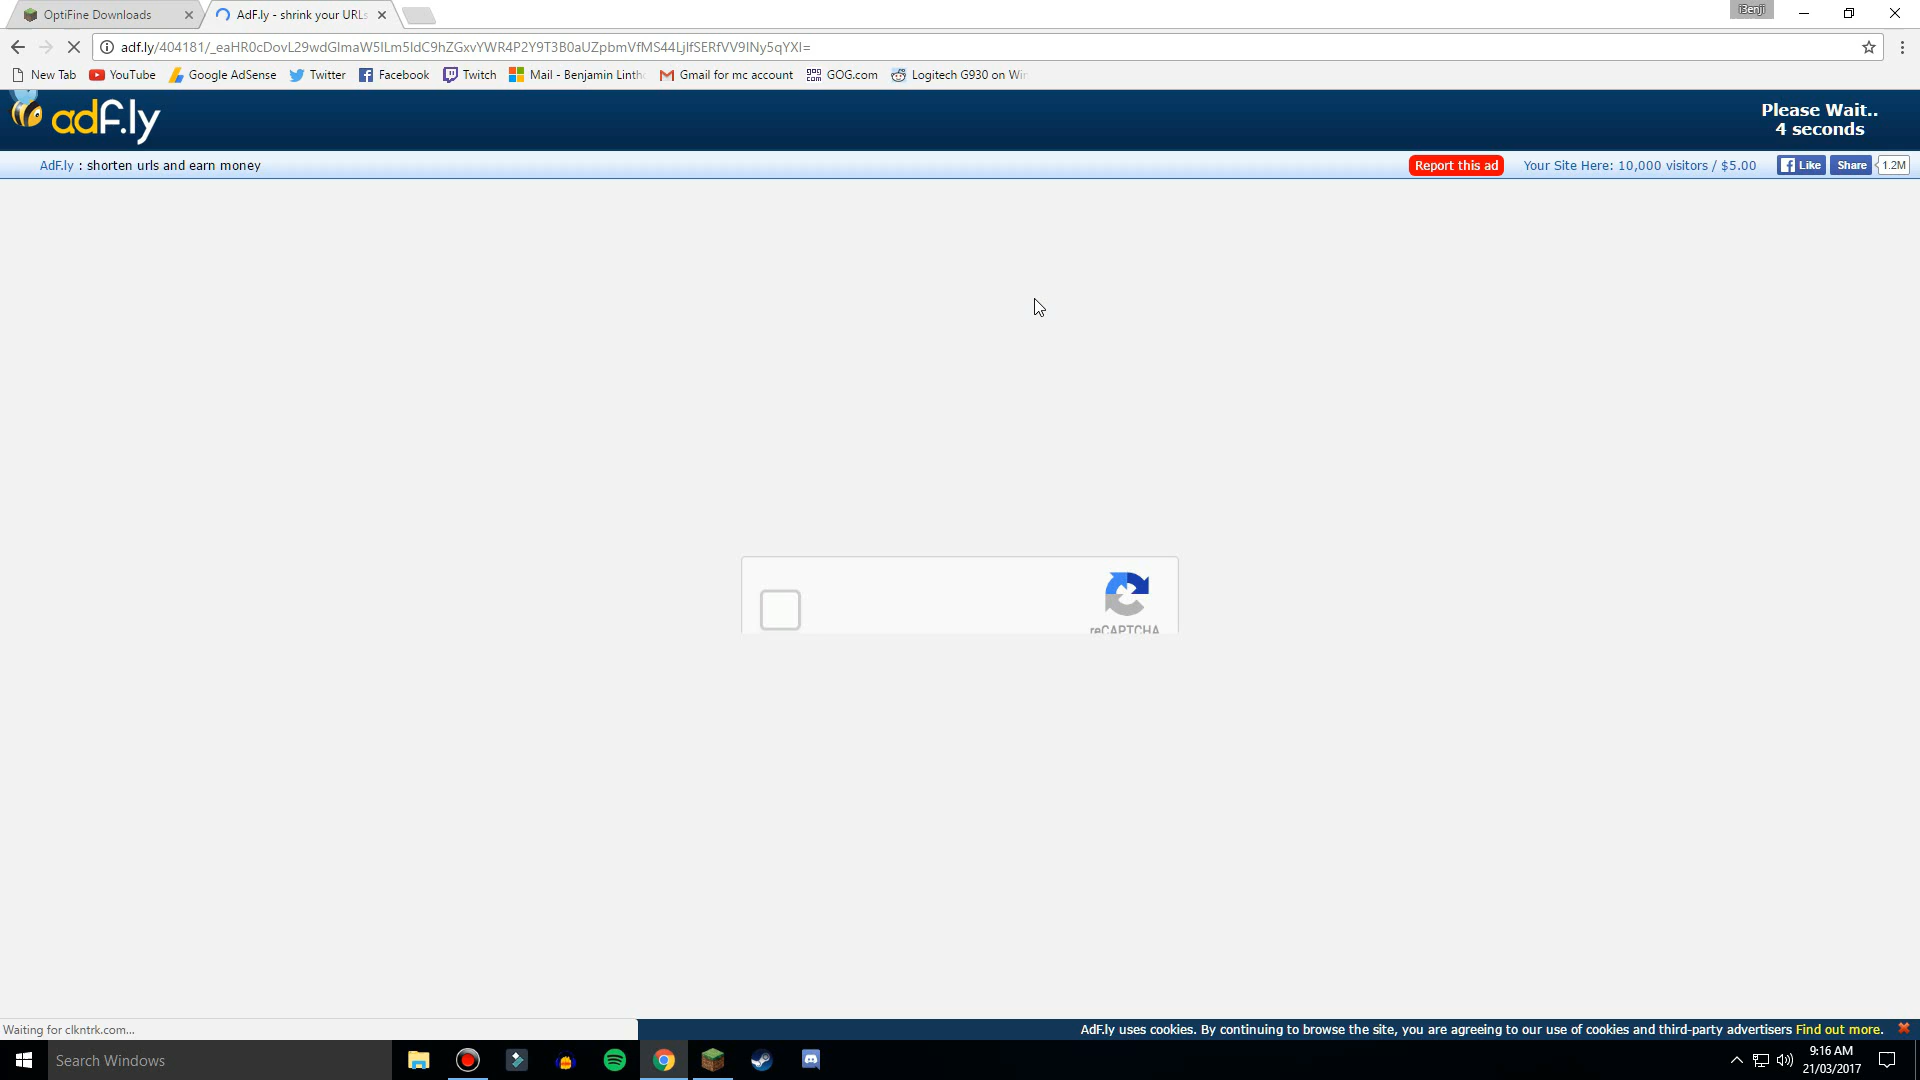 OptiFine Downloads
AdF.ly - shrink your URLs
i3enji
adf.ly/404181/_eaHR0cDovL29wdGlmaW5lLm5ldC9hZGxvYWR4P2Y9T3B0aUZpbmVfMS44LjlfSERfVV9INy5qYXI=
New Tab
YouTube
Google AdSense
Twitter
Facebook
Twitch
Mail - Benjamin Linth
Gmail for mc account
GOG.com
Logitech G930 on Win
adf.ly
Please Wait..
4 seconds
AdF.ly : shorten urls and earn money
Report this ad
Your Site Here: 10,000 visitors / $5.00
Like
Share
1.2M
reCAPTCHA
Waiting for clkntrk.com...
AdF.ly uses cookies. By continuing to browse the site, you are agreeing to our use of cookies and third-party advertisers Find out more.
Search Windows
9:16 AM
21/03/2017